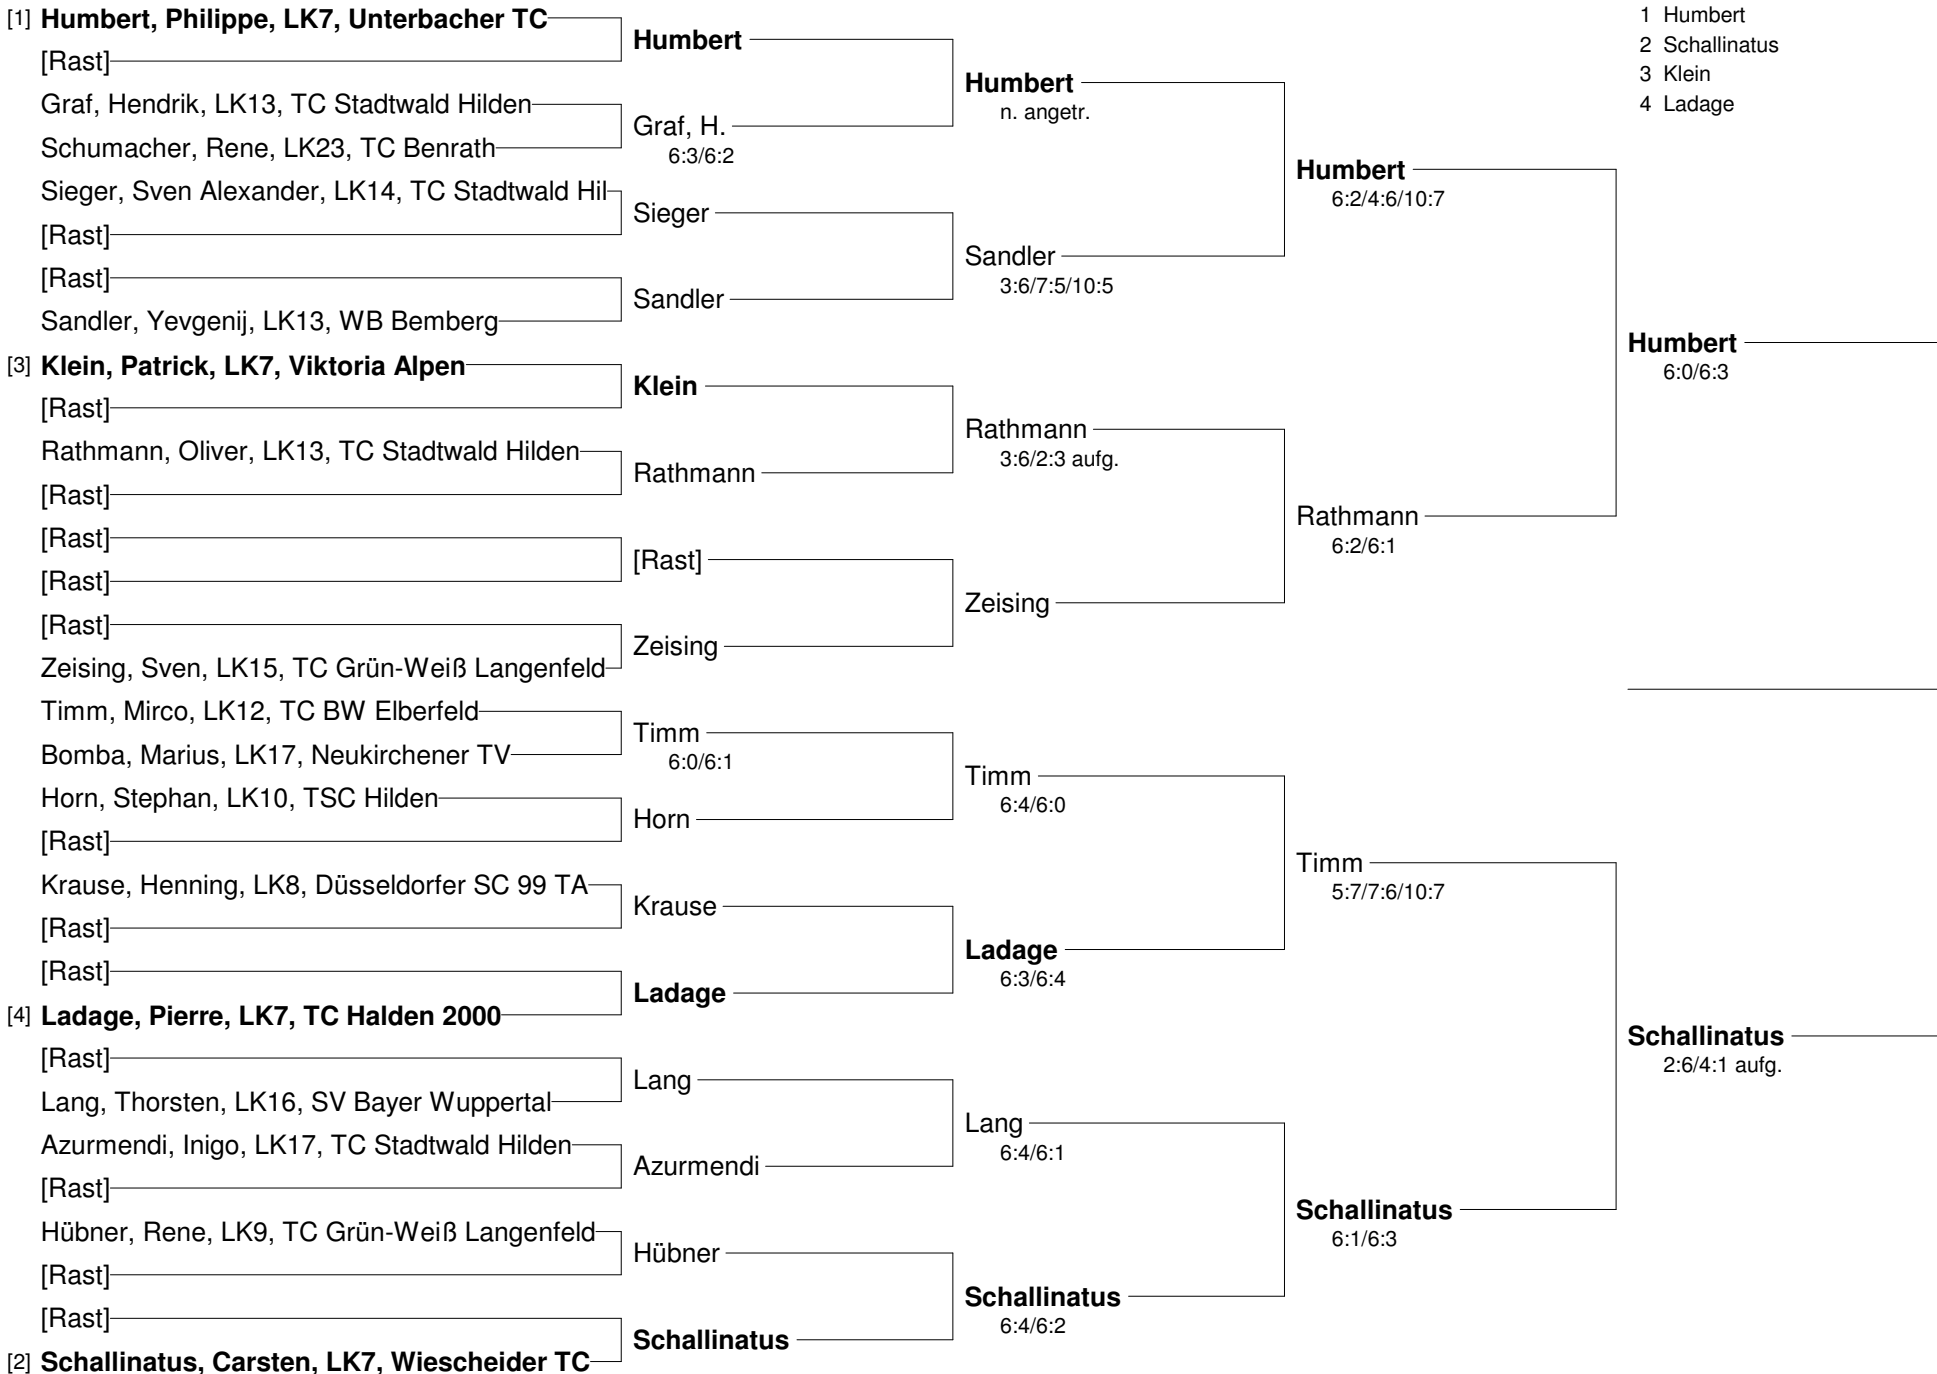 [1] Humbert, Philippe, LK7, Unterbacher TC
[Rast]
Graf, Hendrik, LK13, TC Stadtwald Hilden
Schumacher, Rene, LK23, TC Benrath
Sieger, Sven Alexander, LK14, TC Stadtwald Hil
[Rast]
[Rast]
Sandler, Yevgenij, LK13, WB Bemberg
[3] Klein, Patrick, LK7, Viktoria Alpen
[Rast]
Rathmann, Oliver, LK13, TC Stadtwald Hilden
[Rast]
[Rast]
[Rast]
[Rast]
Zeising, Sven, LK15, TC Grün-Weiß Langenfeld
Timm, Mirco, LK12, TC BW Elberfeld
Bomba, Marius, LK17, Neukirchener TV
Horn, Stephan, LK10, TSC Hilden
[Rast]
Krause, Henning, LK8, Düsseldorfer SC 99 TA
[Rast]
[Rast]
[4] Ladage, Pierre, LK7, TC Halden 2000
[Rast]
Lang, Thorsten, LK16, SV Bayer Wuppertal
Azurmendi, Inigo, LK17, TC Stadtwald Hilden
[Rast]
Hübner, Rene, LK9, TC Grün-Weiß Langenfeld
[Rast]
[Rast]
[2] Schallinatus, Carsten, LK7, Wiescheider TC
Humbert
Graf, H.
6:3/6:2
Sieger
Sandler
Klein
Rathmann
[Rast]
Zeising
Timm
6:0/6:1
Horn
Krause
Ladage
Lang
Azurmendi
Hübner
Schallinatus
Humbert
n. angetr.
Sandler
3:6/7:5/10:5
Rathmann
3:6/2:3 aufg.
Zeising
Timm
6:4/6:0
Ladage
6:3/6:4
Lang
6:4/6:1
Schallinatus
6:4/6:2
Humbert
6:2/4:6/10:7
Rathmann
6:2/6:1
Timm
5:7/7:6/10:7
Schallinatus
6:1/6:3
Humbert
6:0/6:3
Schallinatus
2:6/4:1 aufg.
1 Humbert
2 Schallinatus
3 Klein
4 Ladage